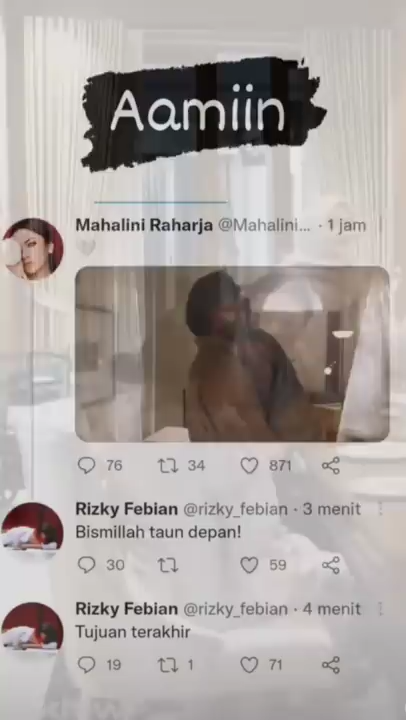 Aamiin
Mahalini Raharja @Mahalini... · 1 jam
76 34 871
Rizky Febian @rizky_febian · 3 menit
Bismillah taun depan!
30 59
Rizky Febian @rizky_febian · 4 menit
Tujuan terakhir
19 1 71